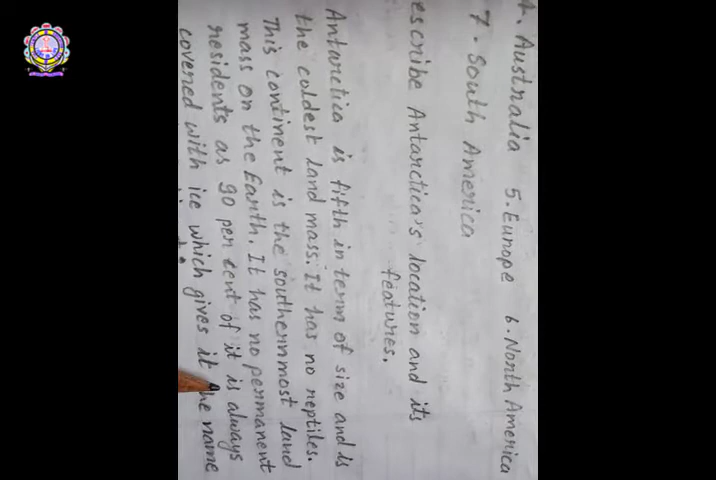 4. Australia 5. Europe 6. North America
7. South America
escribe Antarctica's location and its
features.
Antarctica is fifth in term of size and is
the coldest land mass. It has no reptiles.
This continent is the southernmost land
mass on the Earth. It has no permanent
residents as 90 per cent of it is always
covered with ice which gives it the name